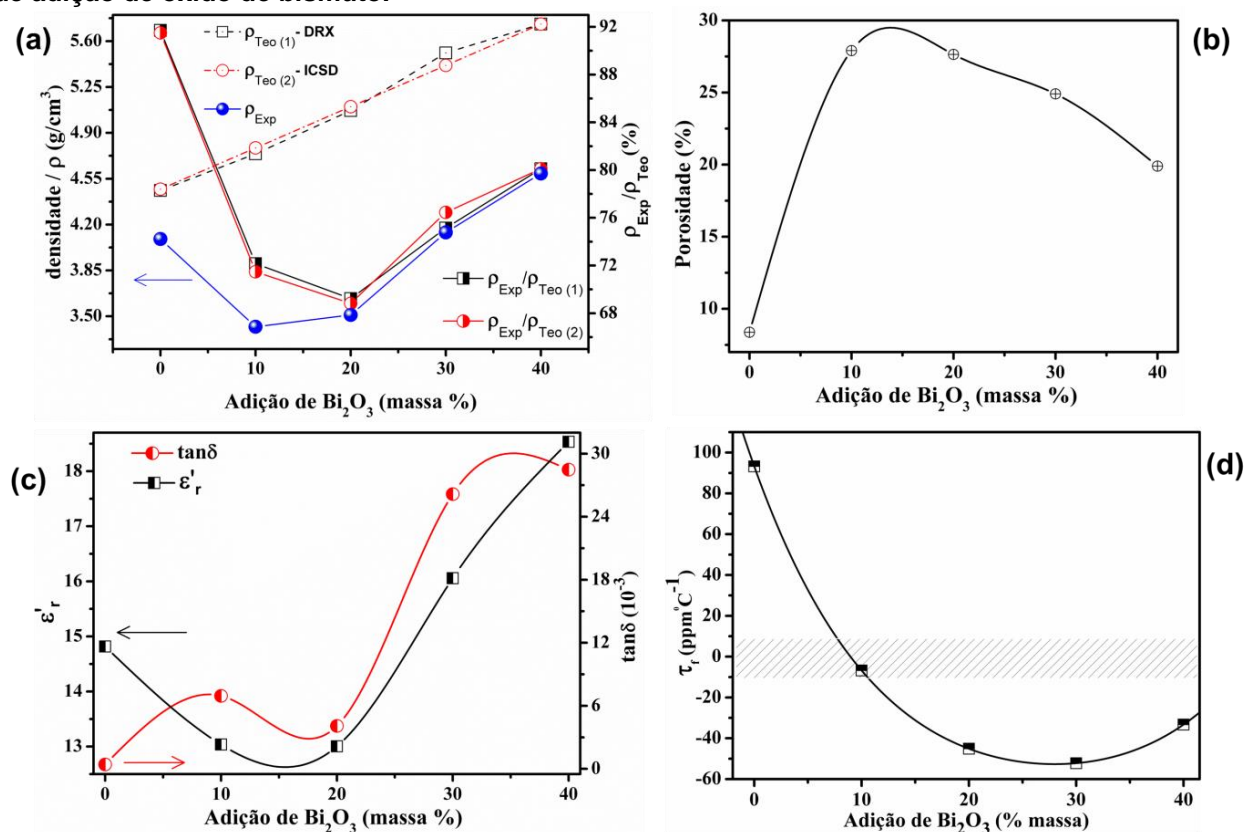 de adição de óxido de bismuto.
(a)
5.60
5.25
4.90
4.55
4.20
3.85
3.50
densidade / ρ (g/cm³)
ρTeo (1)- DRX
ρTeo (2)- ICSD
ρExp
ρExp/ρTeo (1)
ρExp/ρTeo (2)
92
88
84
80
76
72
68
ρExp/ρTeo (%)
0 10 20 30 40
Adição de Bi₂O₃ (massa %)
(b)
30
25
20
15
10
Porosidade (%)
0 10 20 30 40
Adição de Bi₂O₃ (massa %)
(c)
tanδ
ε'r
18
17
16
15
14
13
ε'r
30
24
18
12
6
0
tanδ (10⁻³)
0 10 20 30 40
Adição de Bi₂O₃ (massa %)
(d)
100
80
60
40
20
0
-20
-40
-60
τf (ppm°C⁻¹)
0 10 20 30 40
Adição de Bi₂O₃ (% massa)